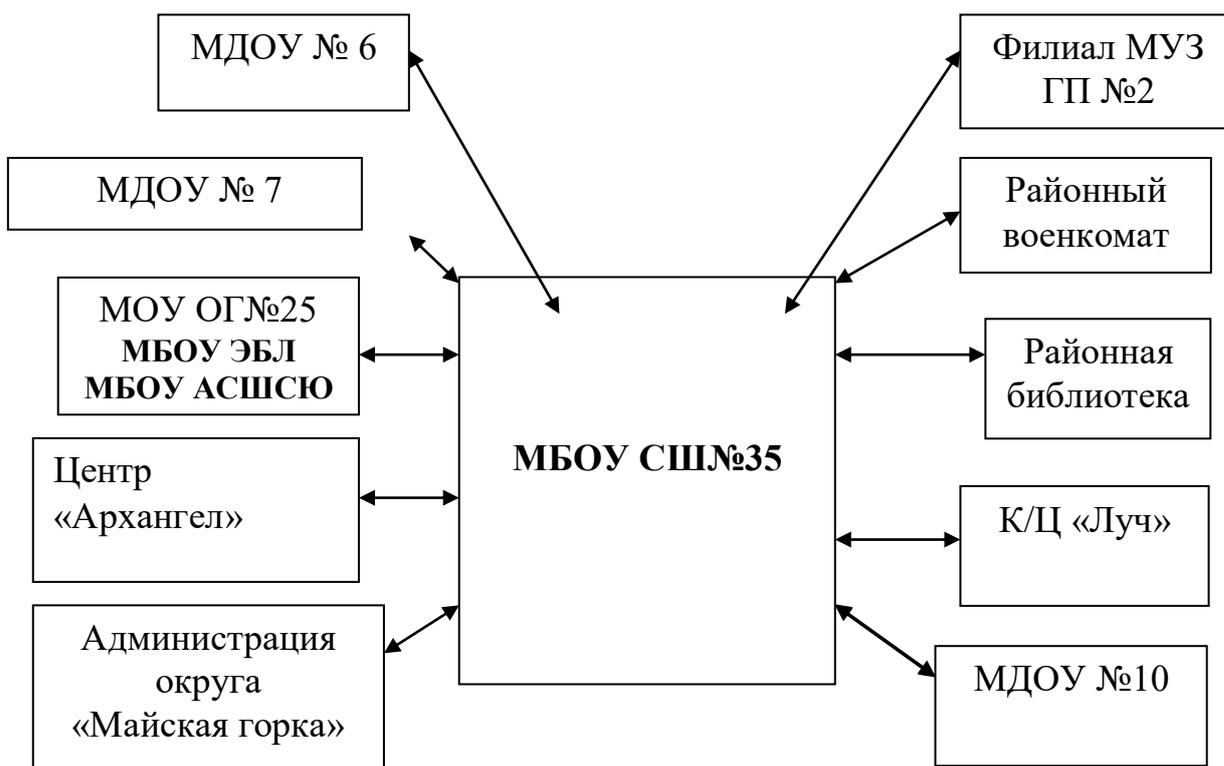 МДОУ № 6
Филиал МУЗ
ГП №2
МДОУ № 7
Районный
военкомат
МОУ ОГ№25
МБОУ ЭБЛ
МБОУ АСШСЮ
Районная
библиотека
МБОУ СШ№35
Центр
«Архангел»
К/Ц «Луч»
Администрация
округа
«Майская горка»
МДОУ №10